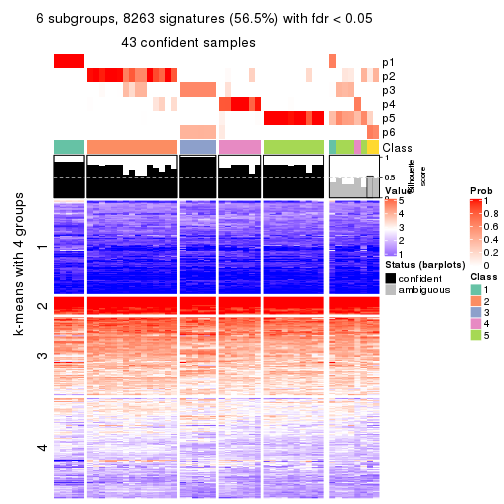 6 subgroups, 8263 signatures (56.5%) with fdr < 0.05
43 confident samples
p1
p2
p3
p4
p5
p6
Class
1
0.5
0
Silhouette
score
k-means with 4 groups
1
2
3
4
Value
5
4
3
2
1
Status (barplots)
confident
ambiguous
Prob
1
0.8
0.6
0.4
0.2
0
Class
1
2
3
4
5